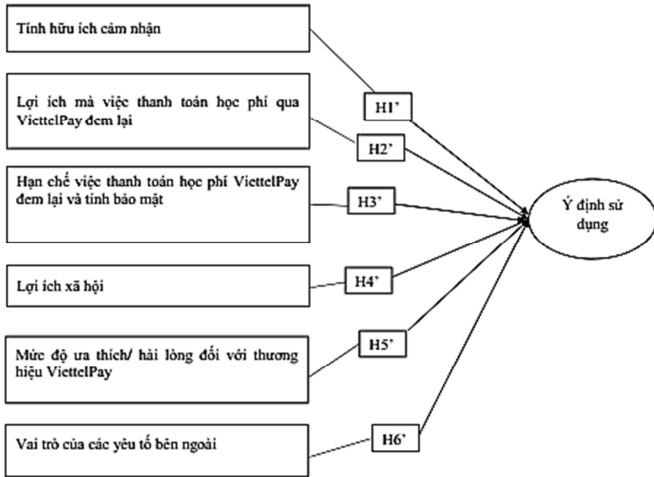 Tính hữu ích cảm nhận
H1’
Lợi ích mà việc thanh toán học phí qua
ViettelPay đem lại
H2’
Hạn chế việc thanh toán học phí ViettelPay
đem lại và tính bảo mật
H3’
Ý định sử
dụng
Lợi ích xã hội
H4’
Mức độ ưa thích/ hài lòng đối với thương
hiệu ViettelPay
H5’
Vai trò của các yêu tố bên ngoài
H6’